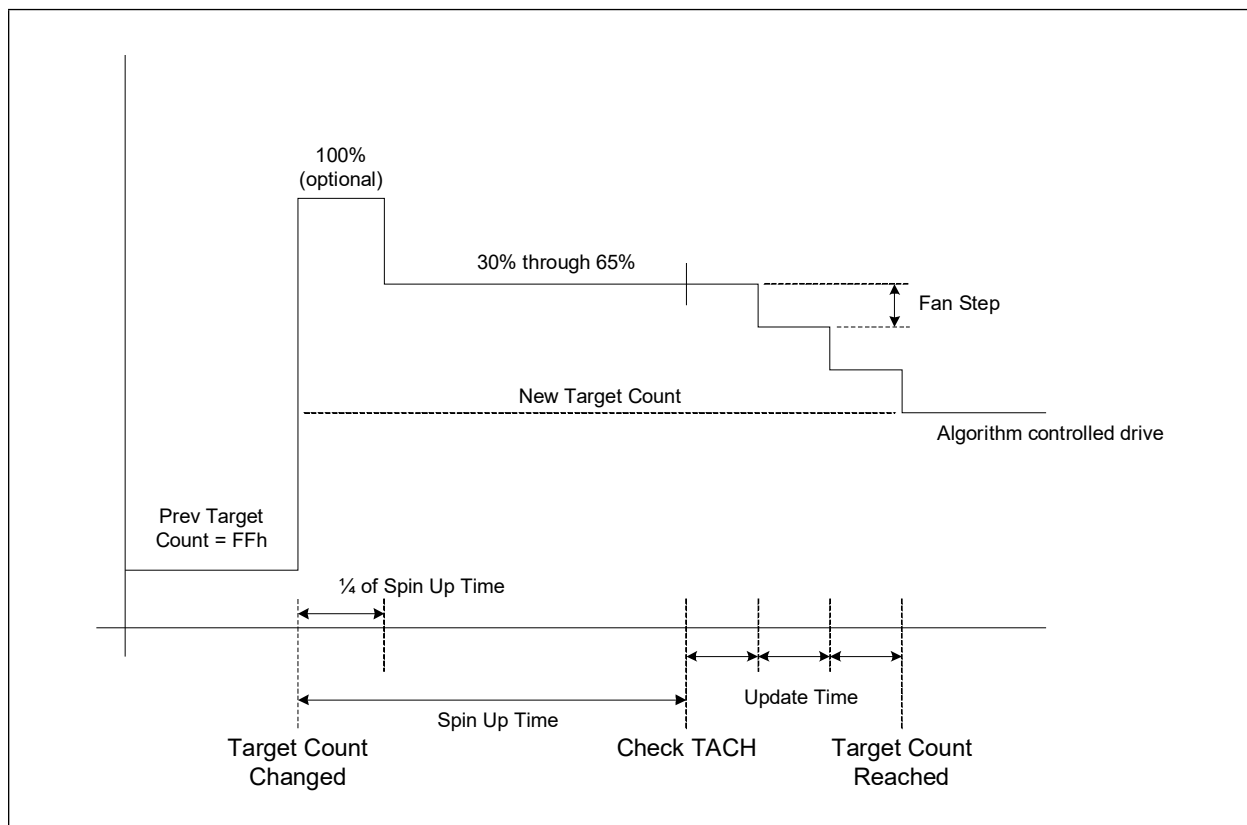 100%
(optional)
30% through 65%
Fan Step
New Target Count
Algorithm controlled drive
Prev Target
Count = FFh
¼ of Spin Up Time
Update Time
Spin Up Time
Target Count
Changed
Check TACH
Target Count
Reached